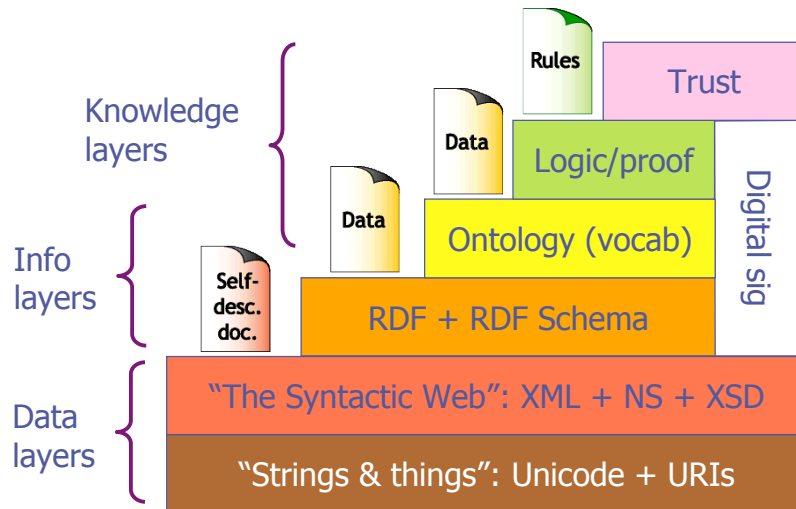 Rules
Trust
Knowledge
layers
Data
Logic/proof
Data
Ontology (vocab)
Digital sig
Info
layers
Self-
desc.
doc.
RDF + RDF Schema
Data
layers
“The Syntactic Web”: XML + NS + XSD
“Strings & things”: Unicode + URIs